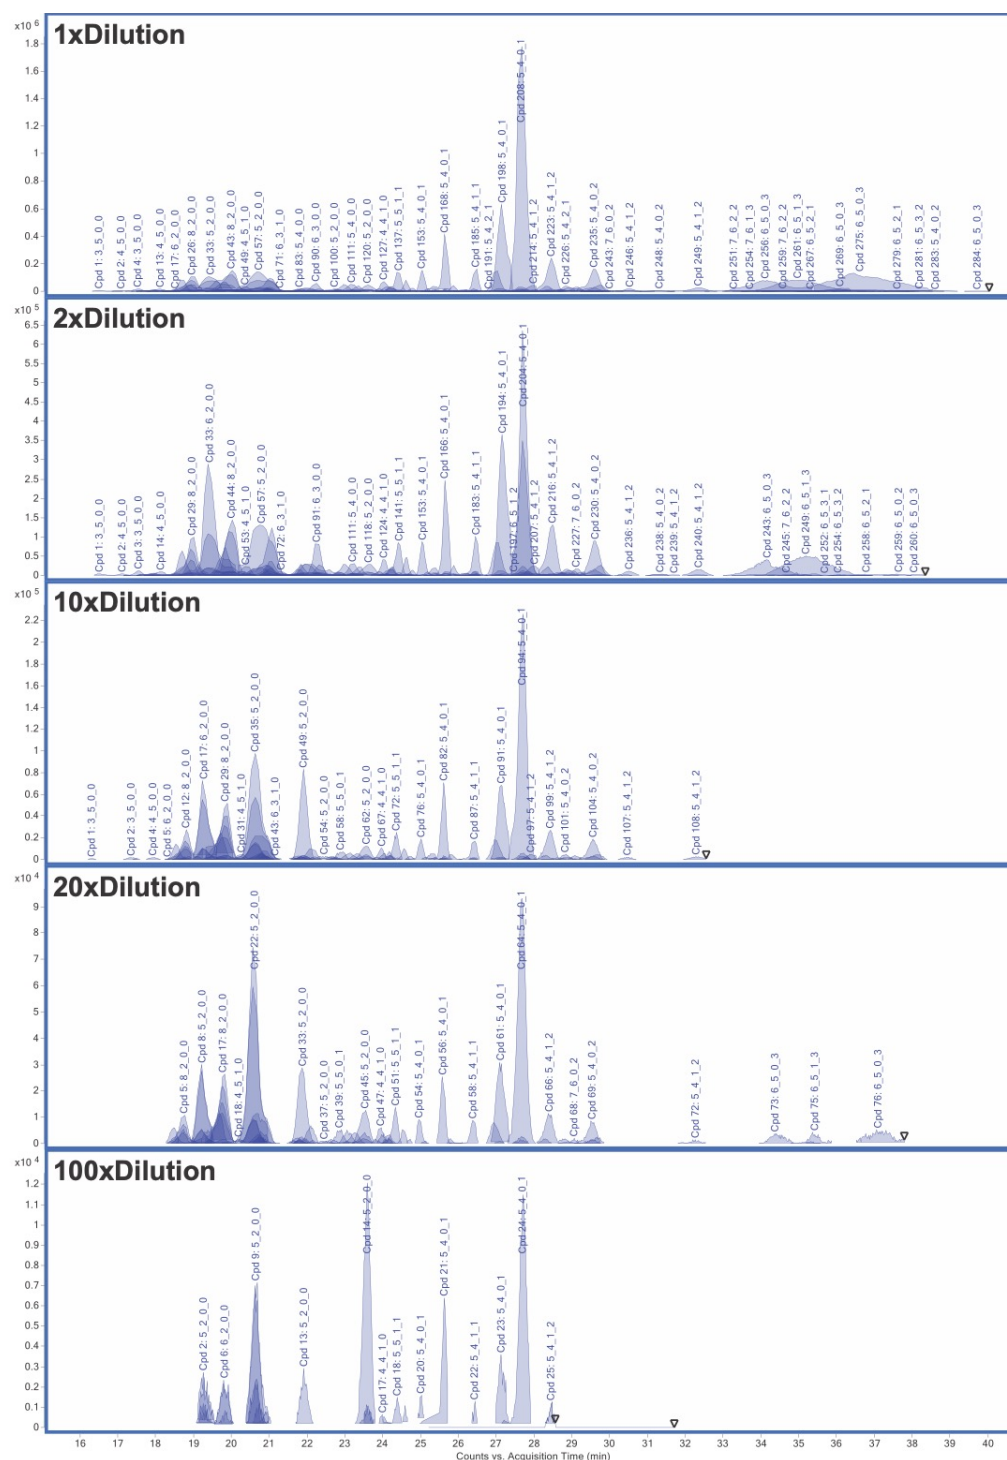 x10 6
1xDilution
1.8
1.6
1.4
1.2
1
0.8
0.6
0.4
0.2
0
Cpd 1: 3_5_0_0
Cpd 2: 4_5_0_0
Cpd 4: 3_5_0_0
Cpd 13: 4_5_0_0
Cpd 17: 6_2_0_0
Cpd 26: 8_2_0_0
Cpd 33: 5_2_0_0
Cpd 43: 8_2_0_0
Cpd 49: 4_5_1_0
Cpd 57: 5_2_0_0
Cpd 71: 6_3_1_0
Cpd 83: 5_4_0_0
Cpd 90: 6_3_0_0
Cpd 100: 5_2_0_0
Cpd 111: 5_4_0_0
Cpd 120: 5_2_0_0
Cpd 127: 4_4_1_0
Cpd 137: 5_5_1_1
Cpd 153: 5_4_0_1
Cpd 168: 5_4_0_1
Cpd 185: 5_4_1_1
Cpd 191: 5_4_2_1
Cpd 198: 5_4_0_1
Cpd 208: 5_4_0_1
Cpd 214: 5_4_1_2
Cpd 223: 5_4_1_2
Cpd 226: 5_4_2_1
Cpd 235: 5_4_0_2
Cpd 243: 7_6_0_2
Cpd 246: 5_4_1_2
Cpd 248: 5_4_0_2
Cpd 249: 5_4_1_2
Cpd 251: 7_6_2_2
Cpd 254: 7_6_1_3
Cpd 256: 6_5_0_3
Cpd 259: 7_6_2_2
Cpd 261: 6_5_1_3
Cpd 267: 6_5_2_1
Cpd 269: 6_5_0_3
Cpd 275: 6_5_0_3
Cpd 279: 6_5_2_1
Cpd 281: 6_5_3_2
Cpd 283: 5_4_0_2
Cpd 284: 6_5_0_3
x10 5
2xDilution
6.5
6
5.5
5
4.5
4
3.5
3
2.5
2
1.5
1
0.5
0
Cpd 1: 3_5_0_0
Cpd 2: 4_5_0_0
Cpd 3: 3_5_0_0
Cpd 14: 4_5_0_0
Cpd 29: 8_2_0_0
Cpd 33: 6_2_0_0
Cpd 44: 8_2_0_0
Cpd 53: 4_5_1_0
Cpd 57: 5_2_0_0
Cpd 72: 6_3_1_0
Cpd 91: 6_3_0_0
Cpd 111: 5_4_0_0
Cpd 118: 5_2_0_0
Cpd 124: 4_4_1_0
Cpd 141: 5_5_1_1
Cpd 153: 5_4_0_1
Cpd 166: 5_4_0_1
Cpd 183: 5_4_1_1
Cpd 194: 5_4_0_1
Cpd 197: 6_5_1_2
Cpd 204: 5_4_0_1
Cpd 207: 5_4_1_2
Cpd 216: 5_4_1_2
Cpd 227: 7_6_0_2
Cpd 230: 5_4_0_2
Cpd 236: 5_4_1_2
Cpd 238: 5_4_0_2
Cpd 239: 5_4_1_2
Cpd 240: 5_4_1_2
Cpd 243: 6_5_0_3
Cpd 245: 7_6_2_2
Cpd 249: 6_5_1_3
Cpd 252: 6_5_3_1
Cpd 254: 6_5_3_2
Cpd 258: 6_5_2_1
Cpd 259: 6_5_0_2
Cpd 260: 6_5_0_3
x10 5
10xDilution
2.2
2
1.8
1.6
1.4
1.2
1
0.8
0.6
0.4
0.2
0
Cpd 1: 3_5_0_0
Cpd 2: 3_5_0_0
Cpd 4: 4_5_0_0
Cpd 5: 6_2_0_0
Cpd 12: 8_2_0_0
Cpd 17: 6_2_0_0
Cpd 29: 8_2_0_0
Cpd 31: 4_5_1_0
Cpd 35: 5_2_0_0
Cpd 43: 6_3_1_0
Cpd 49: 5_2_0_0
Cpd 54: 5_2_0_0
Cpd 58: 5_5_0_1
Cpd 62: 5_2_0_0
Cpd 67: 4_4_1_0
Cpd 72: 5_5_1_1
Cpd 76: 5_4_0_1
Cpd 82: 5_4_0_1
Cpd 87: 5_4_1_1
Cpd 91: 5_4_0_1
Cpd 94: 5_4_0_1
Cpd 97: 5_4_1_2
Cpd 99: 5_4_1_2
Cpd 101: 5_4_0_2
Cpd 104: 5_4_0_2
Cpd 107: 5_4_1_2
Cpd 108: 5_4_1_2
x10 4
20xDilution
9
8
7
6
5
4
3
2
1
0
Cpd 5: 8_2_0_0
Cpd 8: 5_2_0_0
Cpd 17: 8_2_0_0
Cpd 18: 4_5_1_0
Cpd 22: 5_2_0_0
Cpd 33: 5_2_0_0
Cpd 37: 5_2_0_0
Cpd 39: 5_5_0_1
Cpd 45: 5_2_0_0
Cpd 47: 4_4_1_0
Cpd 51: 5_5_1_1
Cpd 54: 5_4_0_1
Cpd 56: 5_4_0_1
Cpd 58: 5_4_1_1
Cpd 61: 5_4_0_1
Cpd 64: 5_4_0_1
Cpd 66: 5_4_1_2
Cpd 68: 7_6_0_2
Cpd 69: 5_4_0_2
Cpd 72: 5_4_1_2
Cpd 73: 6_5_0_3
Cpd 75: 6_5_1_3
Cpd 76: 6_5_0_3
x10 4
100xDilution
1.2
1.1
1
0.9
0.8
0.7
0.6
0.5
0.4
0.3
0.2
0.1
0
Cpd 2: 5_2_0_0
Cpd 6: 6_2_0_0
Cpd 9: 5_2_0_0
Cpd 13: 5_2_0_0
Cpd 14: 5_2_0_0
Cpd 17: 4_4_1_0
Cpd 18: 5_5_1_1
Cpd 20: 5_4_0_1
Cpd 21: 5_4_0_1
Cpd 22: 5_4_1_1
Cpd 23: 5_4_0_1
Cpd 24: 5_4_0_1
Cpd 25: 5_4_1_2
16 17 18 19 20 21 22 23 24 25 26 27 28 29 30 31 32 33 34 35 36 37 38 39 40
Counts vs. Acquisition Time (min)